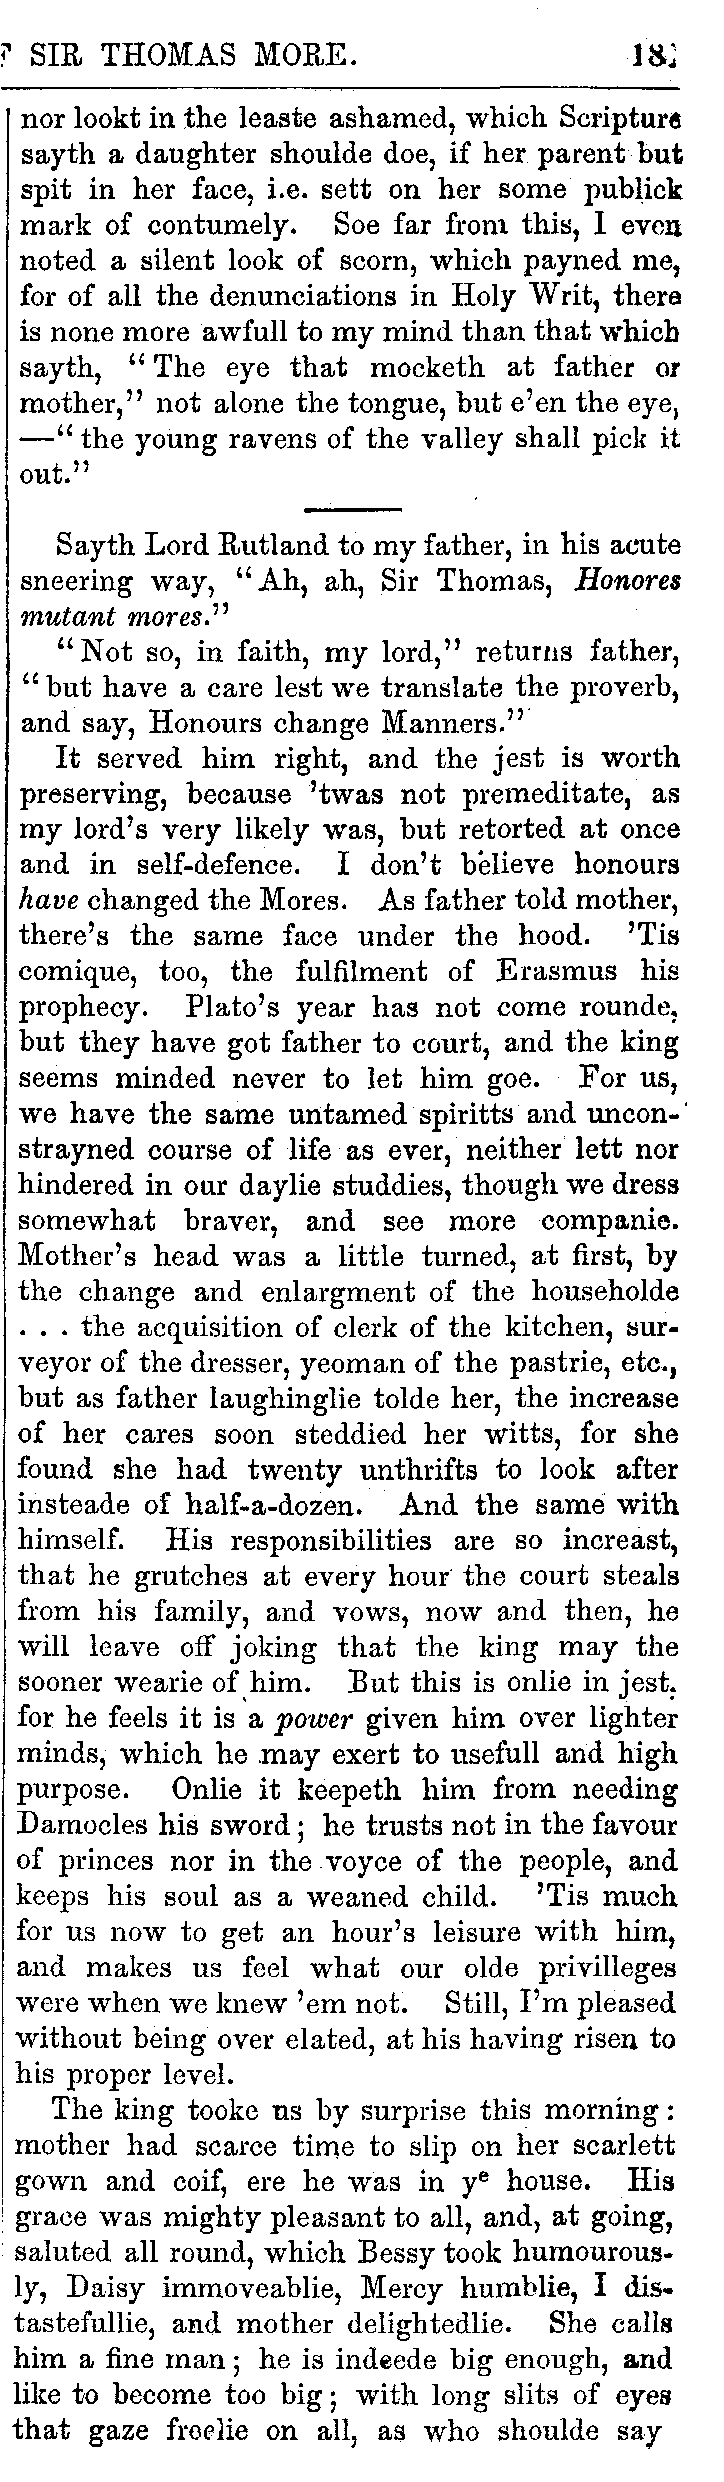 SIR THOMAS MORE.
nor lookt in the leaste ashamed, which Scripture
sayth a daughter shoulde doe, if her parent but
spit in her face, i.e. sett on her some publick
mark of contumely. Soe far from this, I even
noted a silent look of scorn, which payned me,
for of all the denunciations in Holy Writ, there
is none more awfull to my mind than that which
sayth, "The eye that mocketh at father or
mother," not alone the tongue, but e'en the eye,
—"the young ravens of the valley shall pick it
out."
Sayth Lord Rutland to my father, in his acute
sneering way, "Ah, ah, Sir Thomas, Honores
mutant mores."
"Not so, in faith, my lord," returns father,
"but have a care lest we translate the proverb,
and say, Honours change Manners."
It served him right, and the jest is worth
preserving, because 'twas not premeditate, as
my lord's very likely was, but retorted at once
and in self-defence. I don't believe honours
have changed the Mores. As father told mother,
there's the same face under the hood. 'Tis
comique, too, the fulfilment of Erasmus his
prophecy. Plato's year has not come rounde,
but they have got father to court, and the king
seems minded never to let him goe. For us,
we have the same untamed spiritts and uncon-
strayned course of life as ever, neither lett nor
hindered in our daylie studdies, though we dress
somewhat braver, and see more companie.
Mother's head was a little turned, at first, by
the change and enlargment of the householde
. . . the acquisition of clerk of the kitchen, sur-
veyor of the dresser, yeoman of the pastrie, etc.,
but as father laughinglie tolde her, the increase
of her cares soon steddied her witts, for she
found she had twenty unthrifts to look after
insteade of half-a-dozen. And the same with
himself. His responsibilities are so increast,
that he grutches at every hour the court steals
from his family, and vows, now and then, he
will leave off joking that the king may the
sooner wearie of him. But this is onlie in jest,
for he feels it is a power given him over lighter
minds, which he may exert to usefull and high
purpose. Onlie it keepeth him from needing
Damocles his sword; he trusts not in the favour
of princes nor in the voyce of the people, and
keeps his soul as a weaned child. 'Tis much
for us now to get an hour's leisure with him,
and makes us feel what our olde privilleges
were when we knew 'em not. Still, I'm pleased
without being over elated, at his having risen to
his proper level.
The king tooke us by surprise this morning:
mother had scarce time to slip on her scarlett
gown and coif, ere he was in yᵉ house. His
grace was mighty pleasant to all, and, at going,
saluted all round, which Bessy took humourous-
ly, Daisy immoveablie, Mercy humblie, I dis-
tastefullie, and mother delightedlie. She calls
him a fine man; he is indeede big enough, and
like to become too big; with long slits of eyes
that gaze freelie on all, as who shoulde say